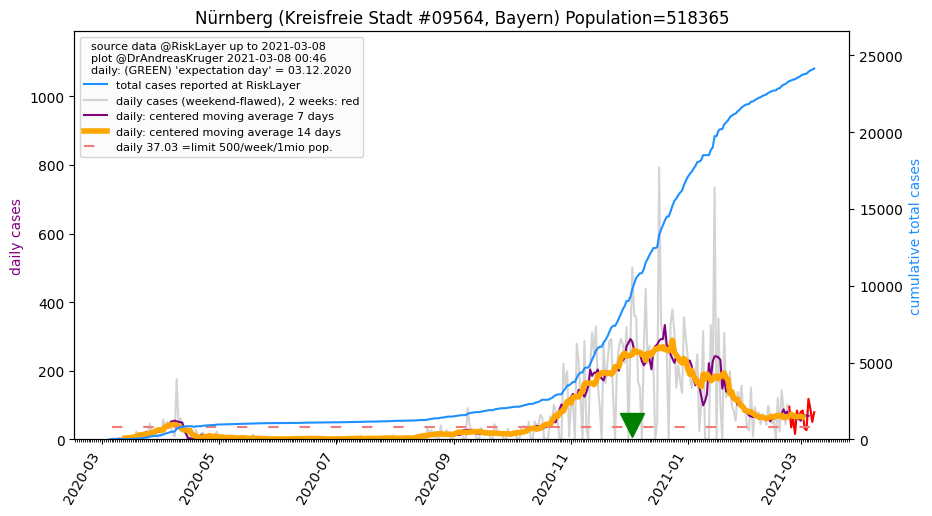 Nürnberg (Kreisfreie Stadt #09564, Bayern) Population=518365
source data @RiskLayer up to 2021-03-08
plot @DrAndreasKruger 2021-03-08 00:46
daily: (GREEN) 'expectation day' = 03.12.2020
total cases reported at RiskLayer
daily cases (weekend-flawed), 2 weeks: red
daily: centered moving average 7 days
daily: centered moving average 14 days
daily 37.03 =limit 500/week/1mio pop.
daily cases
1000
800
600
400
200
0
cumulative total cases
25000
20000
15000
10000
5000
0
2020-03
2020-05
2020-07
2020-09
2020-11
2021-01
2021-03